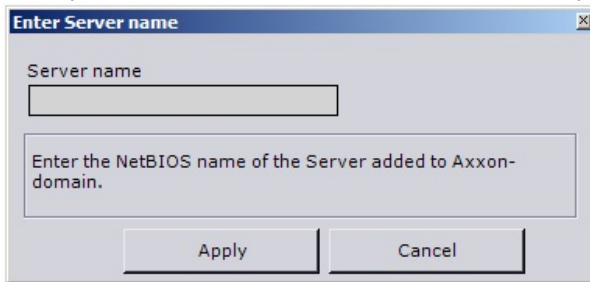 Enter Server name
Server name
Enter the NetBIOS name of the Server added to Axxon-
domain.
Apply Cancel